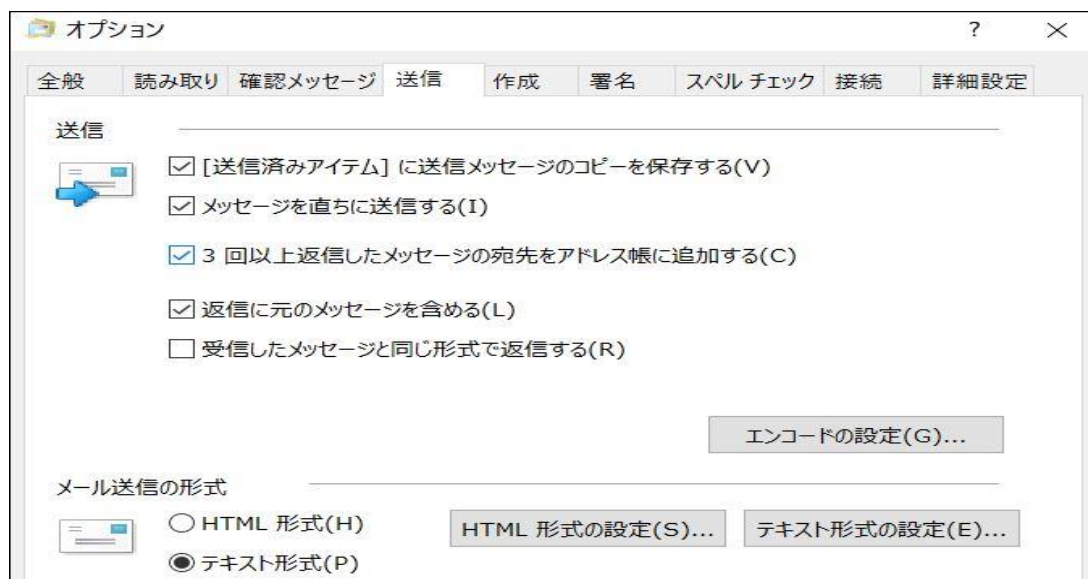 オプション ?
全般 読み取り 確認メッセージ 送信 作成 署名 スペル チェック 接続 詳細設定
送信
[送信済みアイテム] に送信メッセージのコピーを保存する(V)
メッセージを直ちに送信する(I)
3 回以上返信したメッセージの宛先をアドレス帳に追加する(C)
返信に元のメッセージを含める(L)
受信したメッセージと同じ形式で返信する(R)
エンコードの設定(G)...
メール送信の形式
HTML 形式(H) HTML 形式の設定(S)... テキスト形式の設定(E)...
テキスト形式(P)